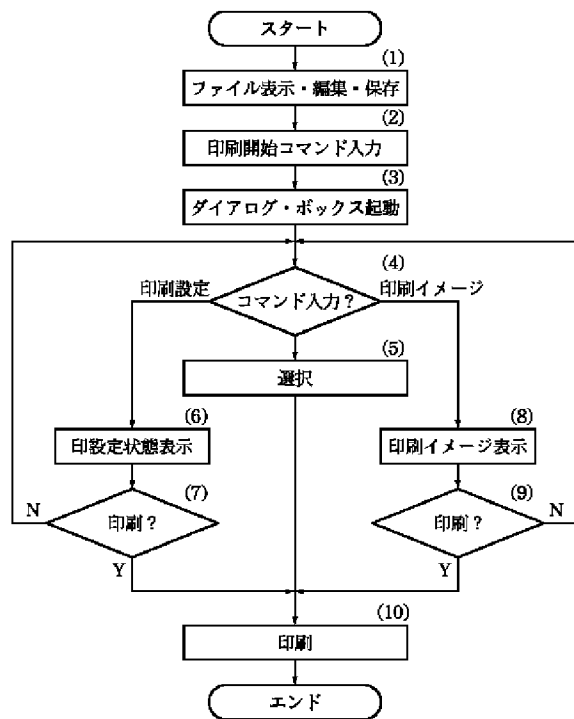 スタート
(1)
ファイル表示・編集・保存
(2)
印刷開始コマンド入力
(3)
ダイアログ・ボックス起動
(4)
印刷設定
コマンド入力?
印刷イメージ
(5)
選択
(6)
印設定状態表示
(8)
印刷イメージ表示
(7)
N
印刷?
Y
(9)
印刷?
N
Y
(10)
印刷
エンド